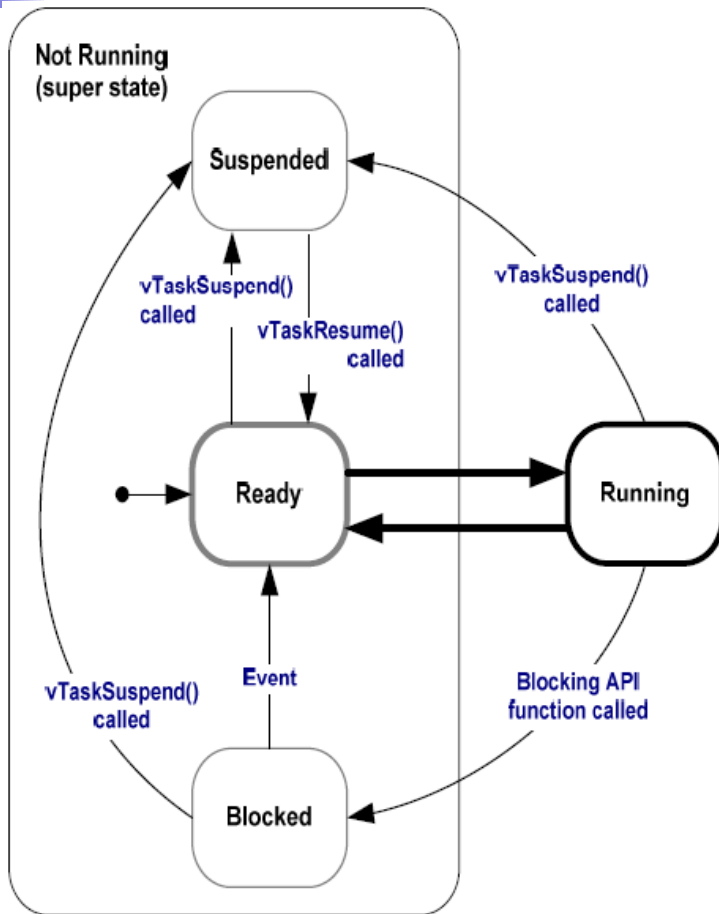 Not Running
(super state)
Suspended
vTaskSuspend()
called
vTaskSuspend()
called
vTaskResume()
called
Ready
Running
Event
vTaskSuspend()
called
Blocking API
function called
Blocked